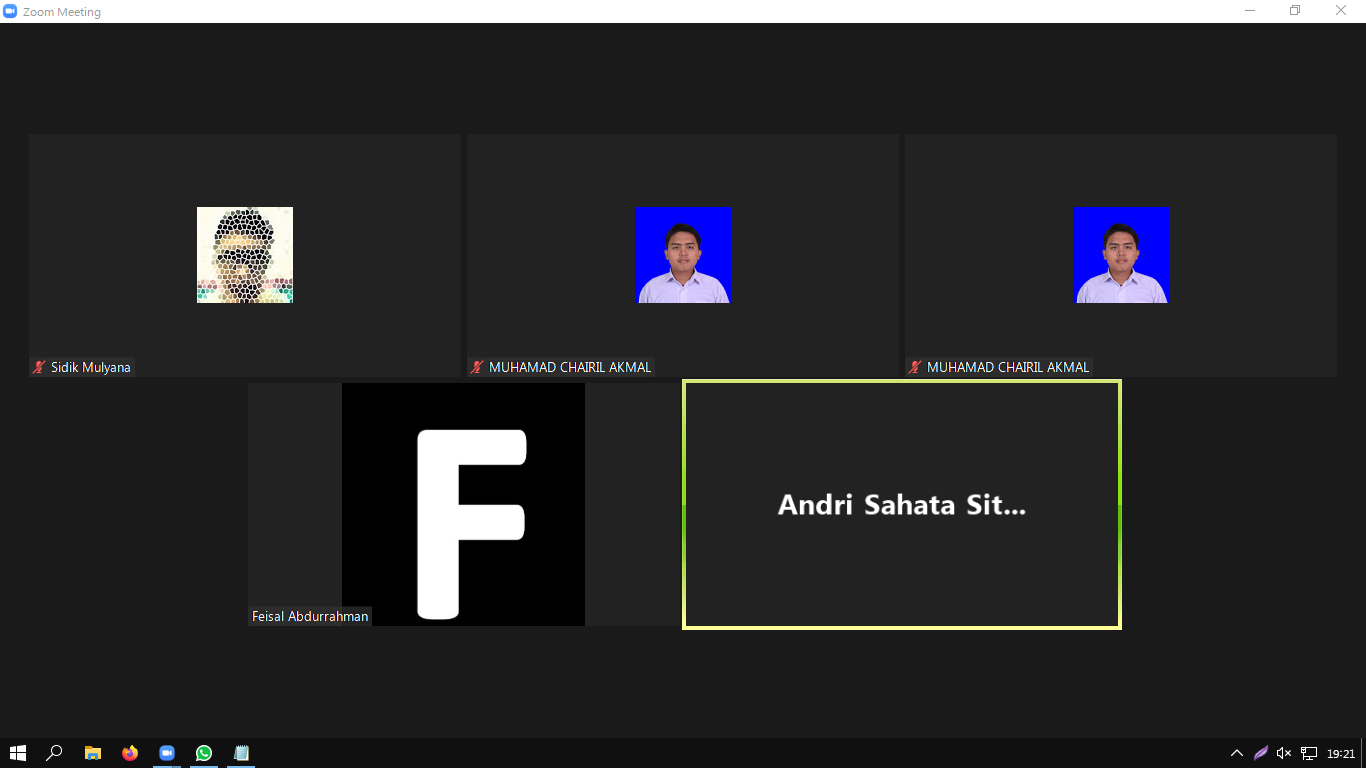 Zoom Meeting
Sidik Mulyana
MUHAMAD CHAIRIL AKMAL
MUHAMAD CHAIRIL AKMAL
F
Feisal Abdurrahman
Andri Sahata Sit...
19:21